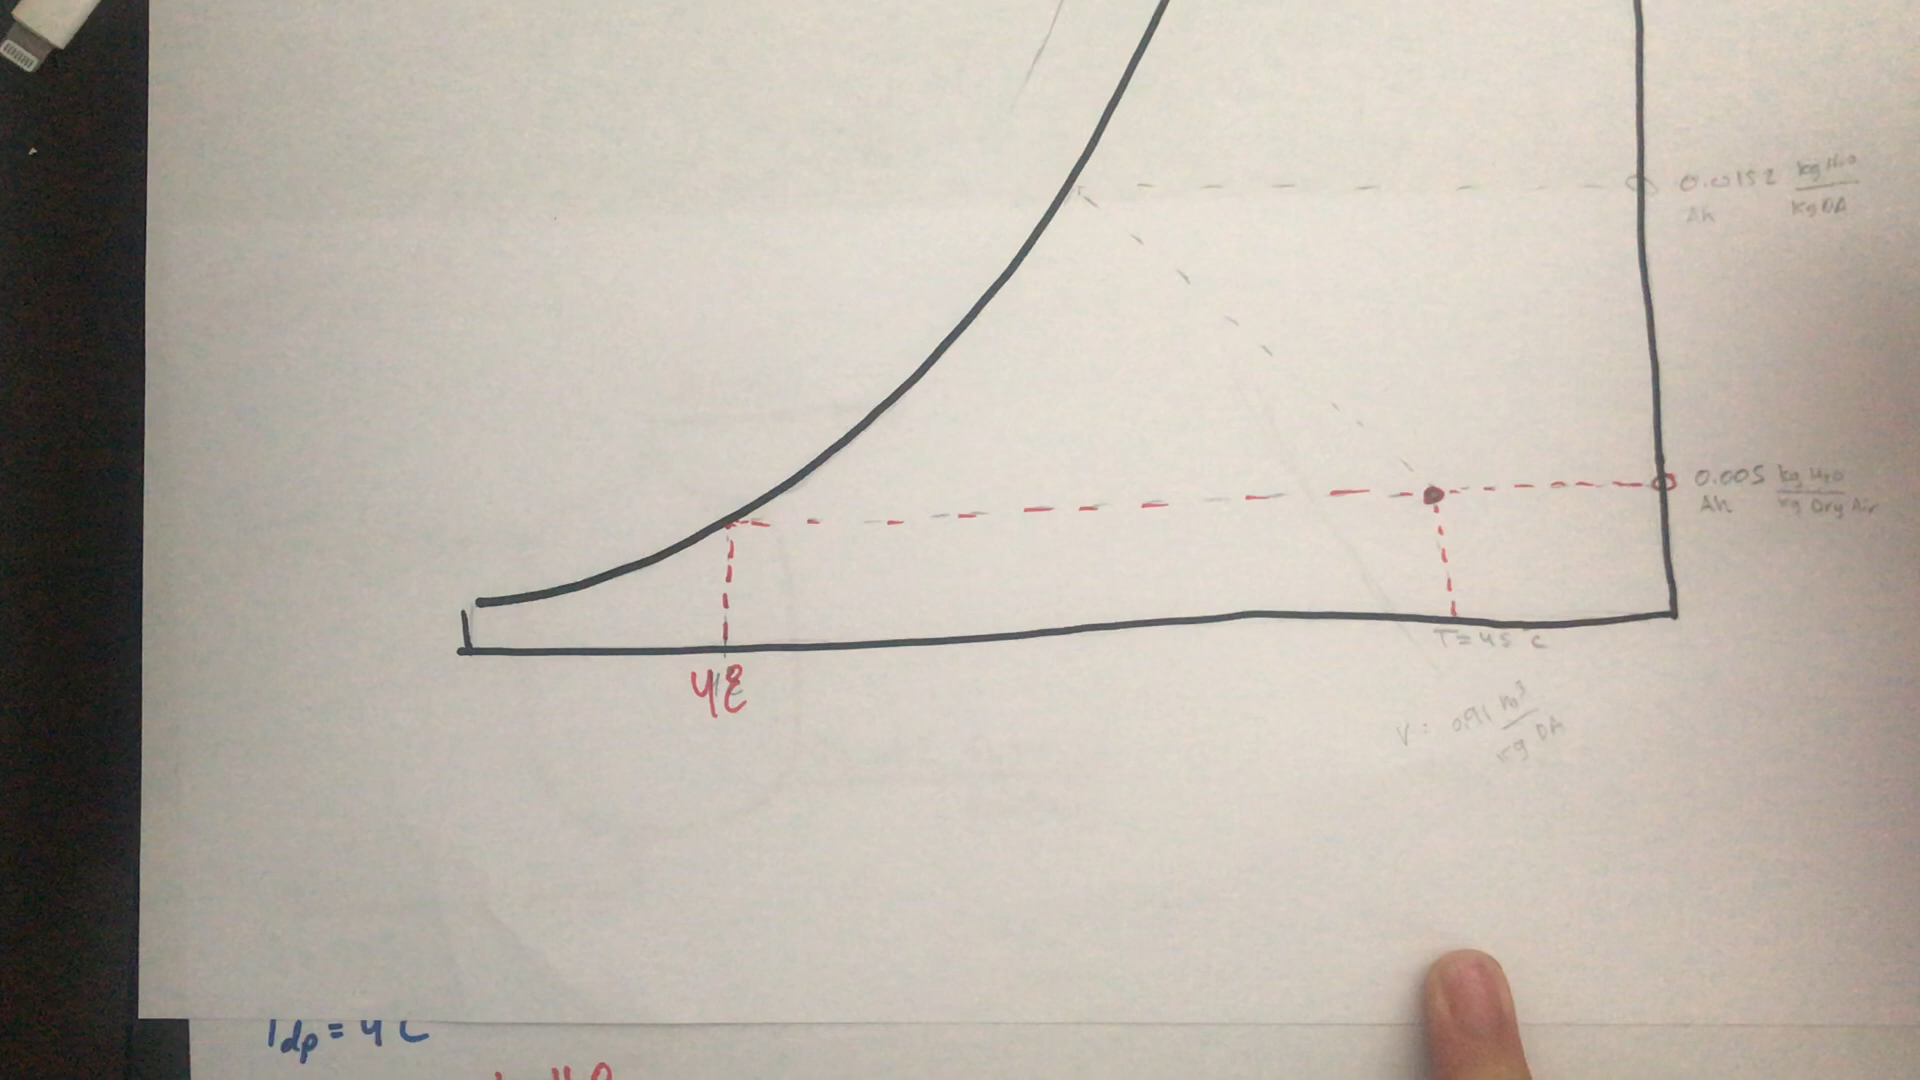 0.0152 kg H2O
Ah kg DA
0.005 kg H2O
Ah kg Dry Air
T=45°C
4°C
V: 0.91 m³
kg DA
Tdp = 4°C